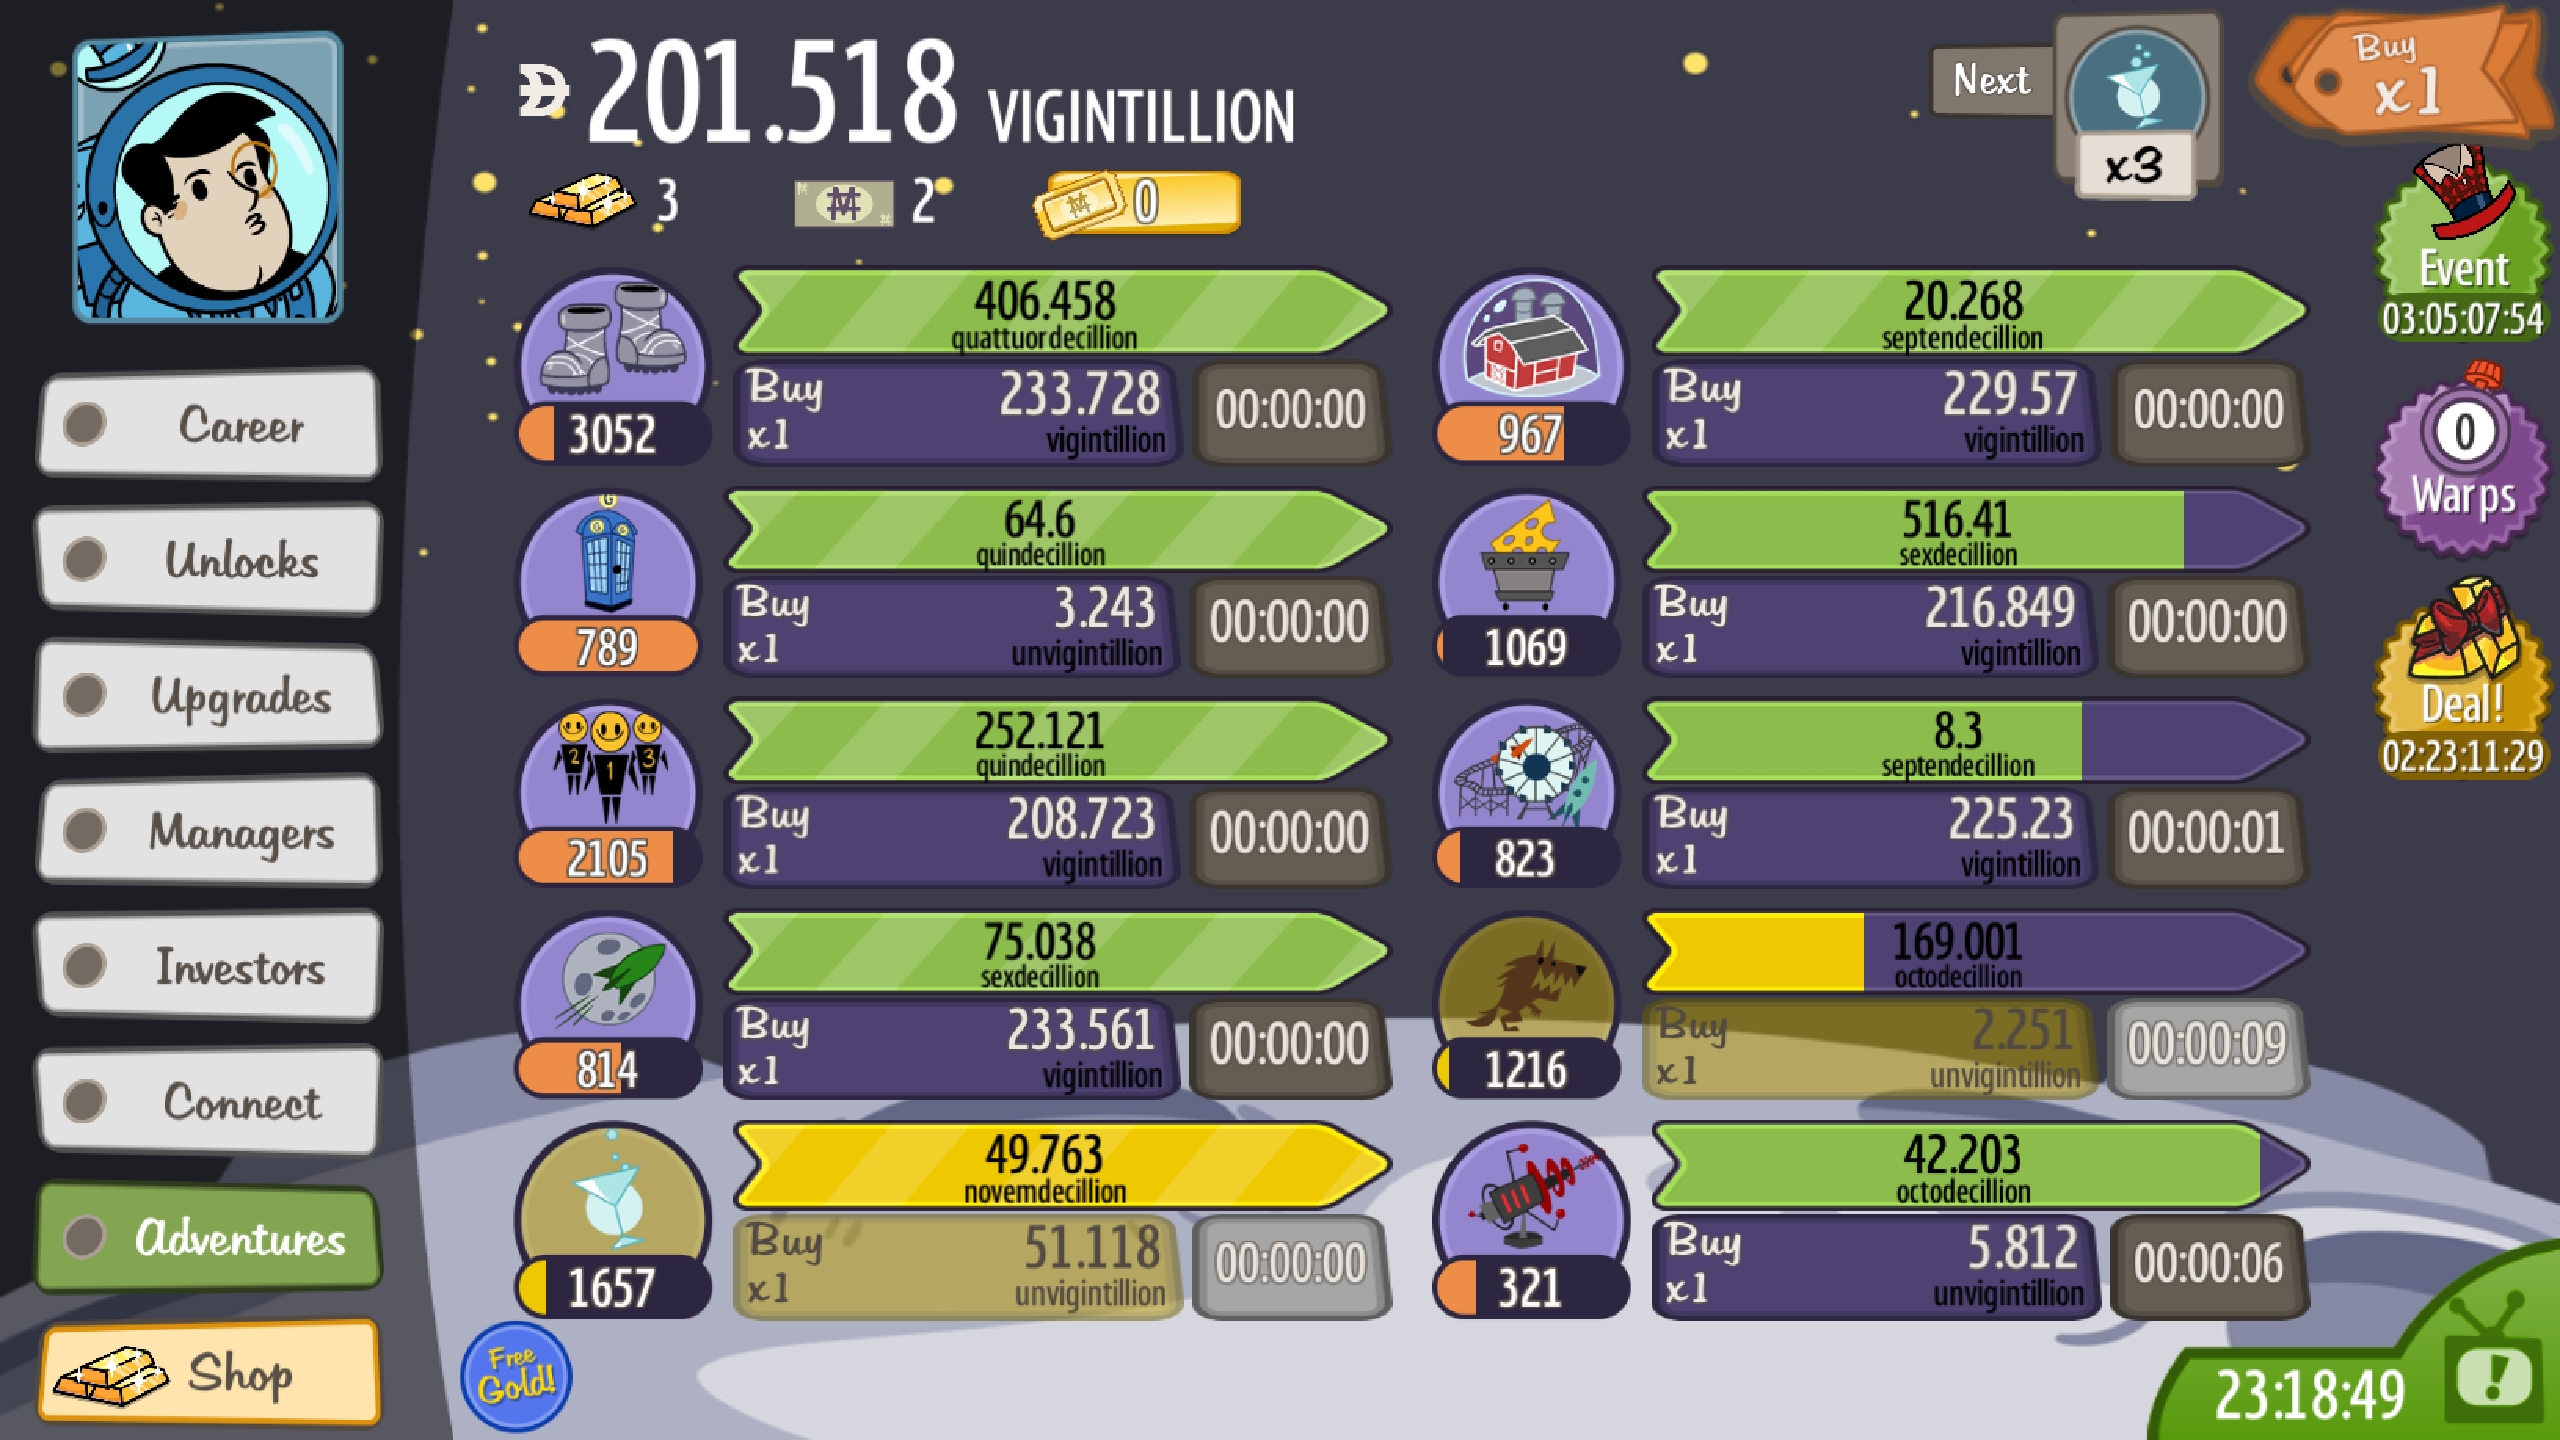 201.518 VIGINTILLION
Next
x3
Buy
x1
3
2
0
Event
03:05:07:54
0
Warps
Deal!
02:23:11:29
Career
Unlocks
Upgrades
Managers
Investors
Connect
Adventures
Shop
406.458
quattuordecillion
3052
Buy
x1
233.728
vigintillion
00:00:00
20.268
septendecillion
967
Buy
x1
229.57
vigintillion
00:00:00
G
64.6
quindecillion
789
Buy
x1
3.243
unvigintillion
00:00:00
516.41
sexdecillion
1069
Buy
x1
216.849
vigintillion
00:00:00
2 1 3
252.121
quindecillion
2105
Buy
x1
208.723
vigintillion
00:00:00
8.3
septendecillion
823
Buy
x1
225.23
vigintillion
00:00:01
75.038
sexdecillion
814
Buy
x1
233.561
vigintillion
00:00:00
169.001
octodecillion
1216
Buy
x1
2.251
unvigintillion
00:00:09
49.763
novemdecillion
1657
Buy
x1
51.118
unvigintillion
00:00:00
42.203
octodecillion
321
Buy
x1
5.812
unvigintillion
00:00:06
Free
Gold!
23:18:49
!